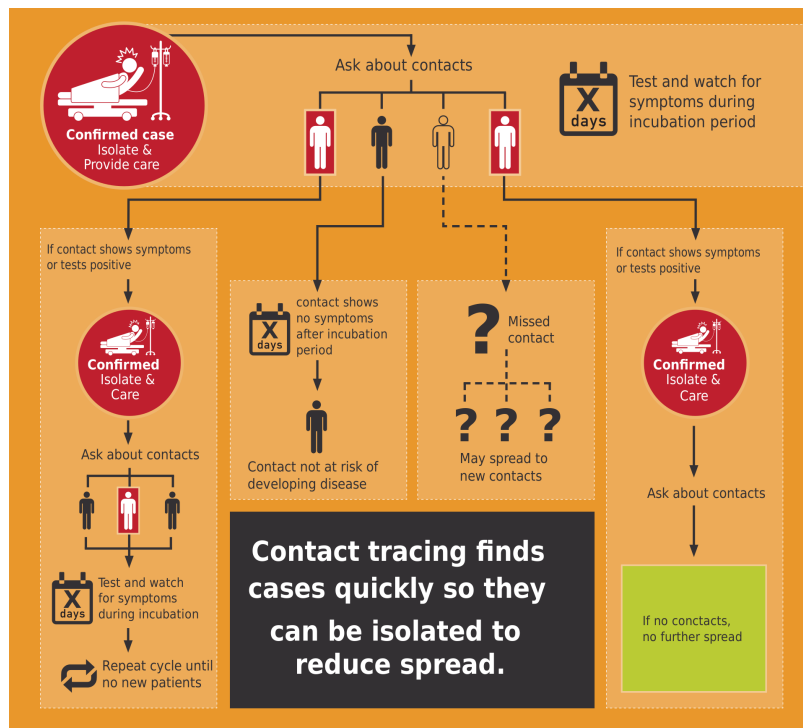 Confirmed case
Isolate &
Provide care
Ask about contacts
X
days
Test and watch for
symptoms during
incubation period
If contact shows symptoms
or tests positive
Confirmed
Isolate &
Care
Ask about contacts
X
days
Test and watch
for symptoms
during incubation
Repeat cycle until
no new patients
X
days
contact shows
no symptoms
after incubation
period
Contact not at risk of
developing disease
?
Missed
contact
? ? ?
May spread to
new contacts
If contact shows symptoms
or tests positive
Confirmed
Isolate &
Care
Ask about contacts
If no conctacts,
no further spread
Contact tracing finds
cases quickly so they
can be isolated to
reduce spread.